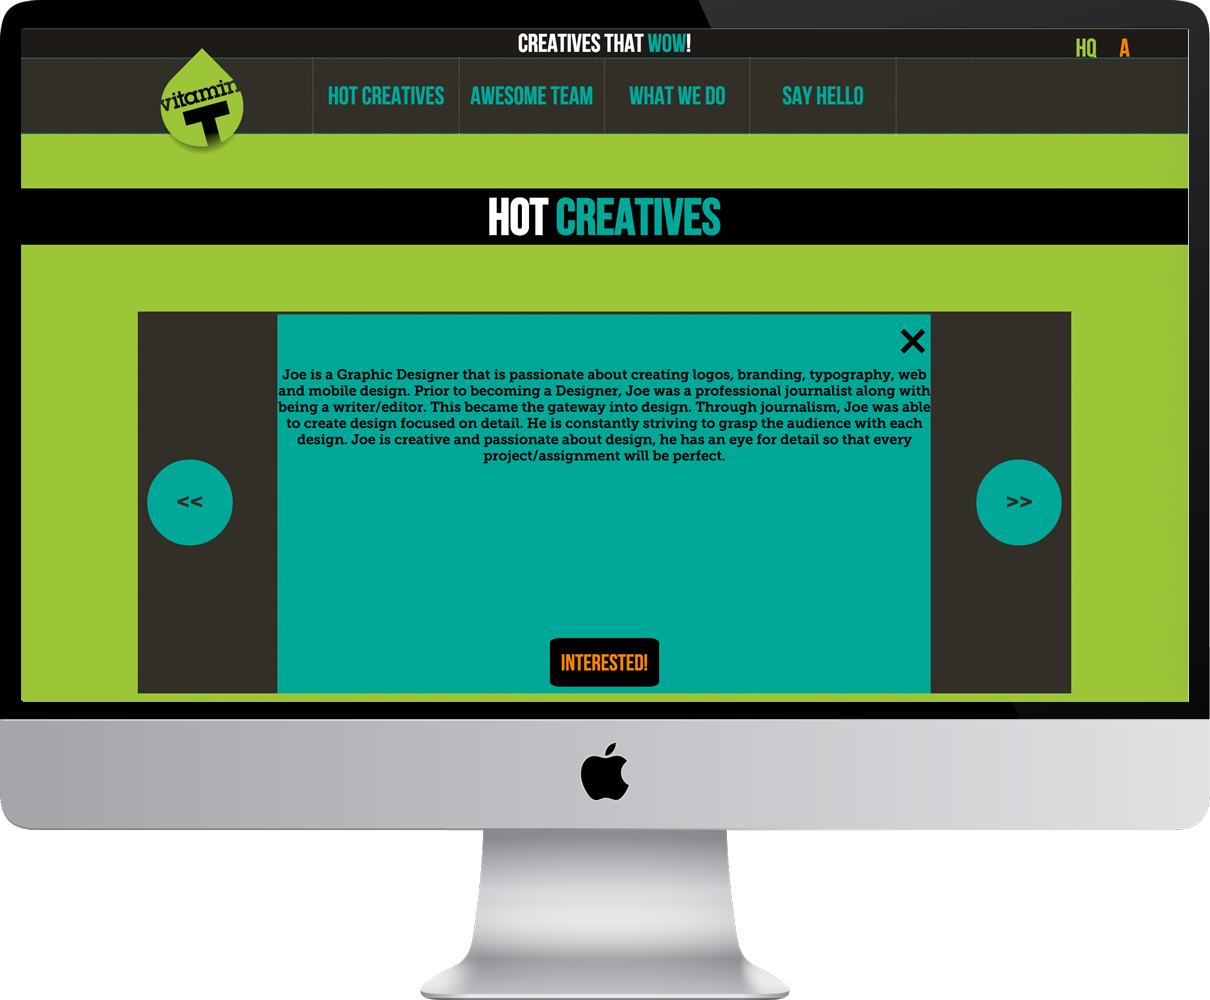 CREATIVES THAT WOW!
HQ A
vitamin
T
HOT CREATIVES AWESOME TEAM WHAT WE DO SAY HELLO
HOT CREATIVES
Joe is a Graphic Designer that is passionate about creating logos, branding, typography, web
and mobile design. Prior to becoming a Designer, Joe was a professional journalist along with
being a writer/editor. This became the gateway into design. Through journalism, Joe was able
to create design focused on detail. He is constantly striving to grasp the audience with each
design. Joe is creative and passionate about design, he has an eye for detail so that every
project/assignment will be perfect.
<< >>
INTERESTED!